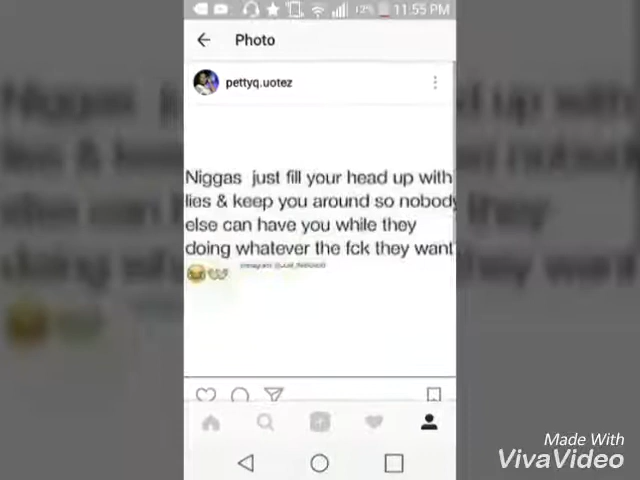 12% 11:55 PM
Photo
pettyq.uotez
Niggas just fill your head up with
lies & keep you around so nobody
else can have you while they
doing whatever the fck they want
Made With
VivaVideo